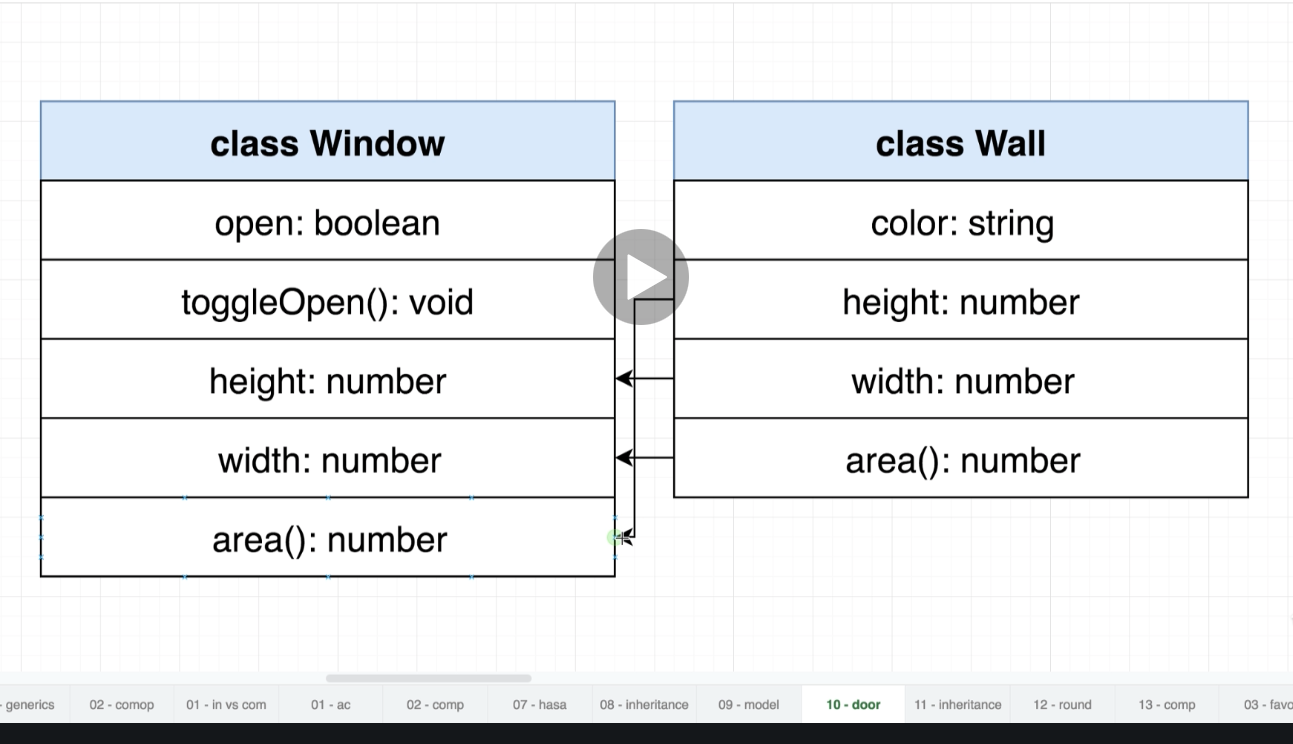 class Window
open: boolean
toggleOpen(): void
height: number
width: number
area(): number
class Wall
color: string
height: number
width: number
area(): number
- generics
02 - comop
01 - in vs com
01 - ac
02 - comp
07 - hasa
08 - inheritance
09 - model
10 - door
11 - inheritance
12 - round
13 - comp
03 - favo